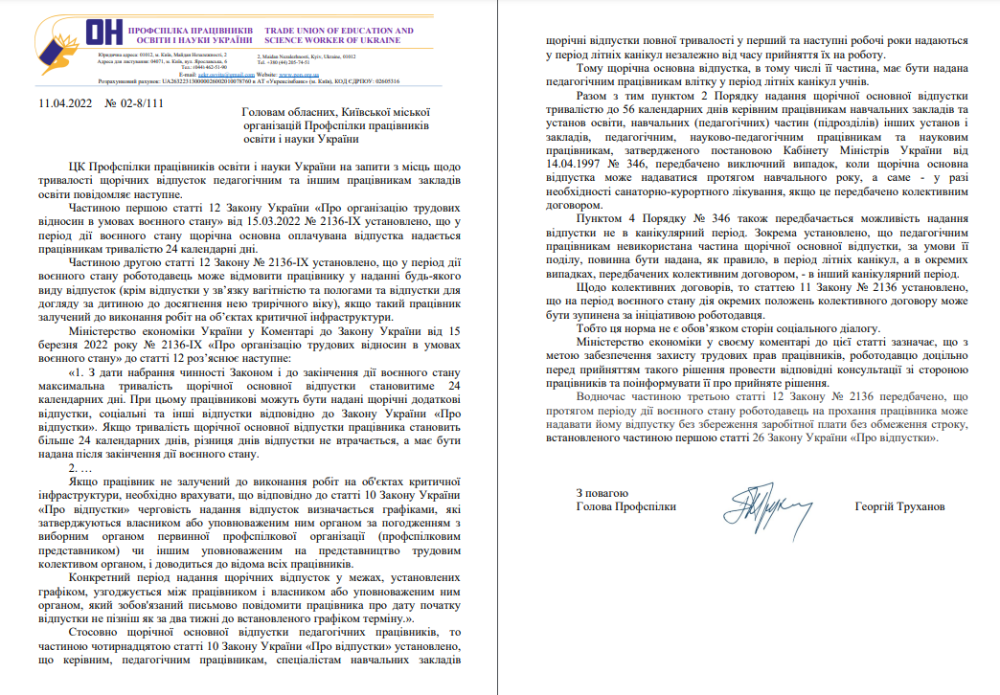 ОН
ПРОФСПІЛКА ПРАЦІВНИКІВ
ОСВІТИ І НАУКИ УКРАЇНИ
TRADE UNION OF EDUCATION AND
SCIENCE WORKER OF UKRAINE
Юридична адреса: 01012, м. Київ, Майдан Незалежності, 2
Адреса для листування: 04071, м. Київ, вул. Ярославська, 6
Тел.: (044) 462-51-90
2, Maidan Nezalezhnosti, Kyiv, Ukraine, 01012
Tel. +380 (44) 205-74-51
E-mail: ukr.osvita@gmail.com Website: www.pon.org.ua
Розрахунковий рахунок: UA263223130000026002010078760 в АТ «Укрексімбанк» (м. Київ), КОД ЄДРПОУ: 02605316
11.04.2022 № 02-8/111
Головам обласних, Київської міської
організацій Профспілки працівників
освіти і науки України
ЦК Профспілки працівників освіти і науки України на запити з місць щодо
тривалості щорічних відпусток педагогічним та іншим працівникам закладів
освіти повідомляє наступне.
Частиною першою статті 12 Закону України «Про організацію трудових
відносин в умовах воєнного стану» від 15.03.2022 № 2136-IX установлено, що у
період дії воєнного стану щорічна основна оплачувана відпустка надається
працівникам тривалістю 24 календарні дні.
Частиною другою статті 12 Закону № 2136-IX установлено, що у період дії
воєнного стану роботодавець може відмовити працівнику у наданні будь-якого
виду відпусток (крім відпустки у зв’язку вагітністю та пологами та відпустки для
догляду за дитиною до досягнення нею трирічного віку), якщо такий працівник
залучений до виконання робіт на об’єктах критичної інфраструктури.
Міністерство економіки України у Коментарі до Закону України від 15
березня 2022 року № 2136-IX «Про організацію трудових відносин в умовах
воєнного стану» до статті 12 роз’яснює наступне:
«1. З дати набрання чинності Законом і до закінчення дії воєнного стану
максимальна тривалість щорічної основної відпустки становитиме 24
календарних дні. При цьому працівникові можуть бути надані щорічні додаткові
відпустки, соціальні та інші відпустки відповідно до Закону України «Про
відпустки». Якщо тривалість щорічної основної відпустки працівника становить
більше 24 календарних днів, різниця днів відпустки не втрачається, а має бути
надана після закінчення дії воєнного стану.
2. …
Якщо працівник не залучений до виконання робіт на об'єктах критичної
інфраструктури, необхідно врахувати, що відповідно до статті 10 Закону України
«Про відпустки» черговість надання відпусток визначається графіками, які
затверджуються власником або уповноваженим ним органом за погодженням з
виборним органом первинної профспілкової організації (профспілковим
представником) чи іншим уповноваженим на представництво трудовим
колективом органом, і доводиться до відома всіх працівників.
Конкретний період надання щорічних відпусток у межах, установлених
графіком, узгоджується між працівником і власником або уповноваженим ним
органом, який зобов'язаний письмово повідомити працівника про дату початку
відпустки не пізніш як за два тижні до встановленого графіком терміну.».
Стосовно щорічної основної відпустки педагогічних працівників, то
частиною чотирнадцятою статті 10 Закону України «Про відпустки» установлено,
що керівним, педагогічним працівникам, спеціалістам навчальних закладів
щорічні відпустки повної тривалості у перший та наступні робочі роки надаються
у період літніх канікул незалежно від часу прийняття їх на роботу.
Тому щорічна основна відпустка, в тому числі її частина, має бути надана
педагогічним працівникам влітку у період літніх канікул учнів.
Разом з тим пунктом 2 Порядку надання щорічної основної відпустки
тривалістю до 56 календарних днів керівним працівникам навчальних закладів та
установ освіти, навчальних (педагогічних) частин (підрозділів) інших установ і
закладів, педагогічним, науково-педагогічним працівникам та науковим
працівникам, затвердженого постановою Кабінету Міністрів України від
14.04.1997 № 346, передбачено виключний випадок, коли щорічна основна
відпустка може надаватися протягом навчального року, а саме - у разі
необхідності санаторно-курортного лікування, якщо це передбачено колективним
договором.
Пунктом 4 Порядку № 346 також передбачається можливість надання
відпустки не в канікулярний період. Зокрема установлено, що педагогічним
працівникам невикористана частина щорічної основної відпустки, за умови її
поділу, повинна бути надана, як правило, в період літніх канікул, а в окремих
випадках, передбачених колективним договором, - в інший канікулярний період.
Щодо колективних договорів, то статтею 11 Закону № 2136 установлено,
що на період воєнного стану дія окремих положень колективного договору може
бути зупинена за ініціативою роботодавця.
Тобто ця норма не є обов’язком сторін соціального діалогу.
Міністерство економіки у своєму коментарі до цієї статті зазначає, що з
метою забезпечення захисту трудових прав працівників, роботодавцю доцільно
перед прийняттям такого рішення провести відповідні консультації зі стороною
працівників та поінформувати її про прийняте рішення.
Водночас частиною третьою статті 12 Закону № 2136 передбачено, що
протягом періоду дії воєнного стану роботодавець на прохання працівника може
надавати йому відпустку без збереження заробітної плати без обмеження строку,
встановленого частиною першою статті 26 Закону України «Про відпустки».
З повагою
Голова Профспілки
Георгій Труханов